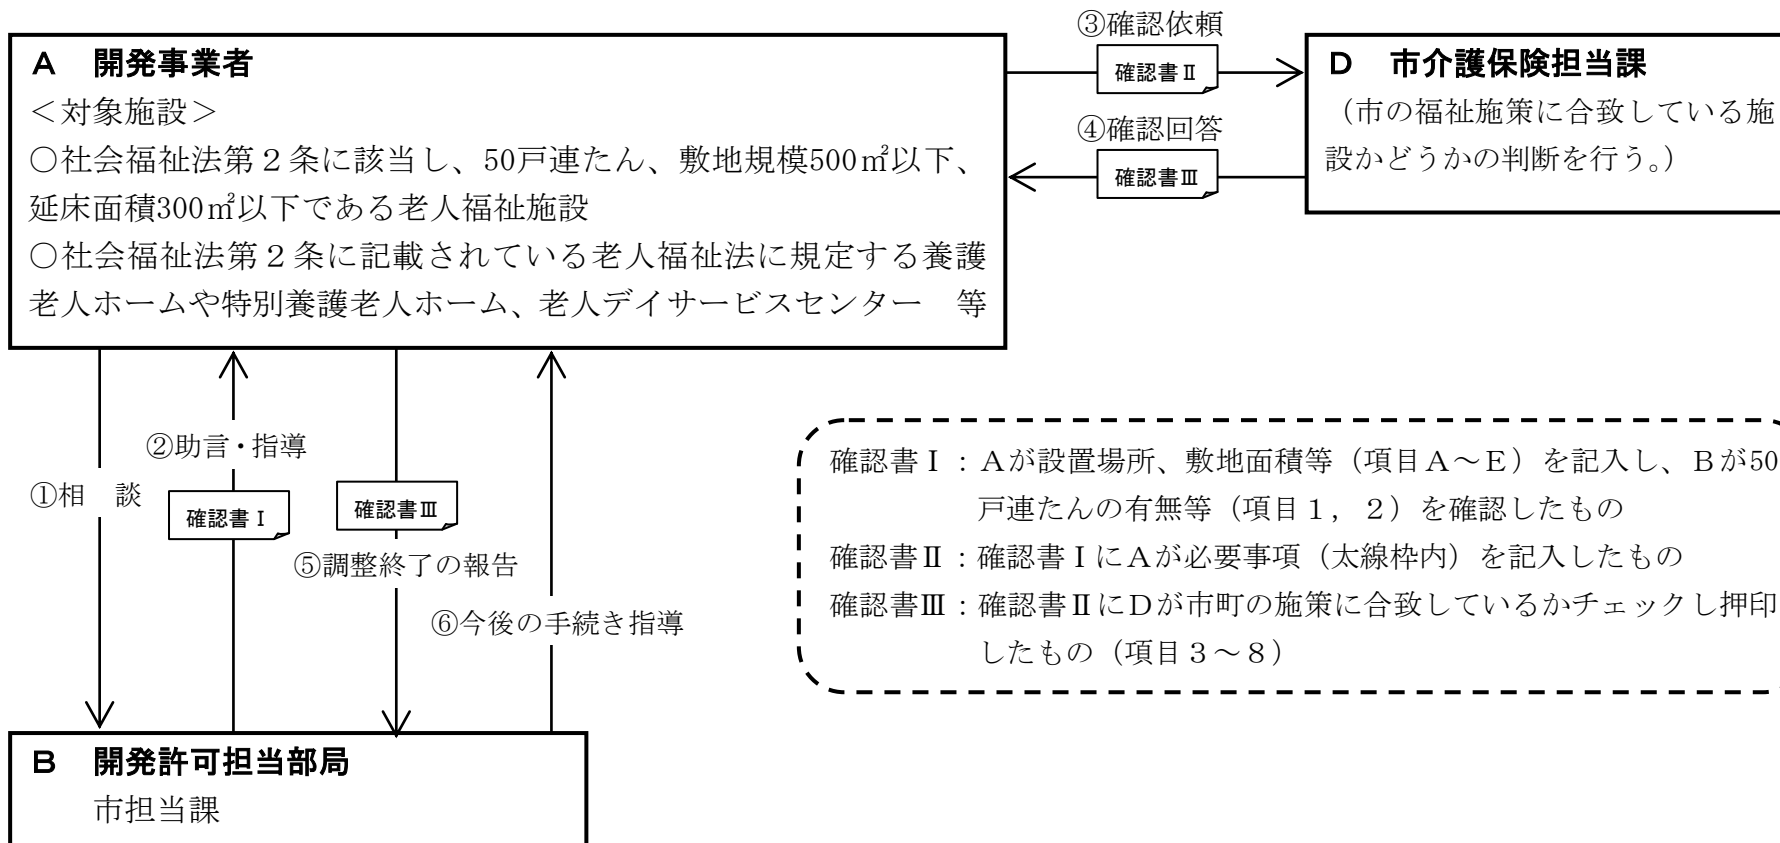 ③確認依頼
A 開発事業者
＜対象施設＞
○社会福祉法第２条に該当し、50戸連たん、敷地規模500㎡以下、
延床面積300㎡以下である老人福祉施設
○社会福祉法第２条に記載されている老人福祉法に規定する養護
老人ホームや特別養護老人ホーム、老人デイサービスセンター　等
確認書Ⅱ
④確認回答
確認書Ⅲ
D 市介護保険担当課
（市の福祉施策に合致している施
設かどうかの判断を行う。）
①相　談
②助言・指導
確認書Ⅰ
確認書Ⅲ
⑤調整終了の報告
⑥今後の手続き指導
確認書Ⅰ：Ａが設置場所、敷地面積等（項目Ａ～Ｅ）を記入し、Ｂが50
戸連たんの有無等（項目１，２）を確認したもの
確認書Ⅱ：確認書ⅠにＡが必要事項（太線枠内）を記入したもの
確認書Ⅲ：確認書ⅡにＤが市町の施策に合致しているかチェックし押印
したもの（項目３～８）
B 開発許可担当部局
市担当課